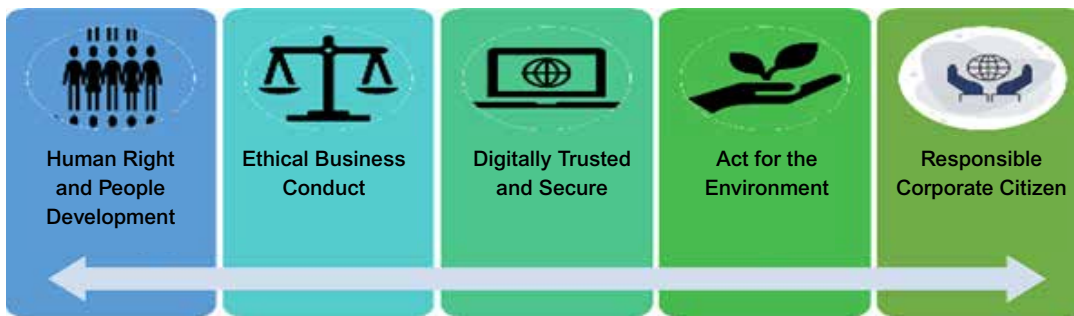 Human Right
and People
Development
Ethical Business
Conduct
Digitally Trusted
and Secure
Act for the
Environment
Responsible
Corporate Citizen